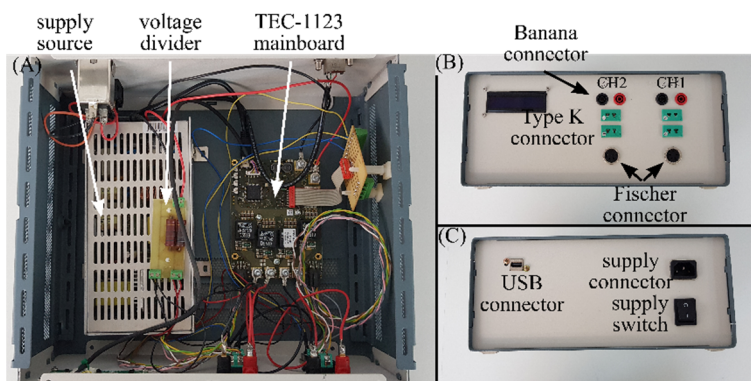 supply
source
voltage
divider
TEC-1123
mainboard
(A)
(B)
Banana
connector
CH2
CH1
Type K
connector
Fischer connector
(C)
USB
connector
supply
connector
supply
switch